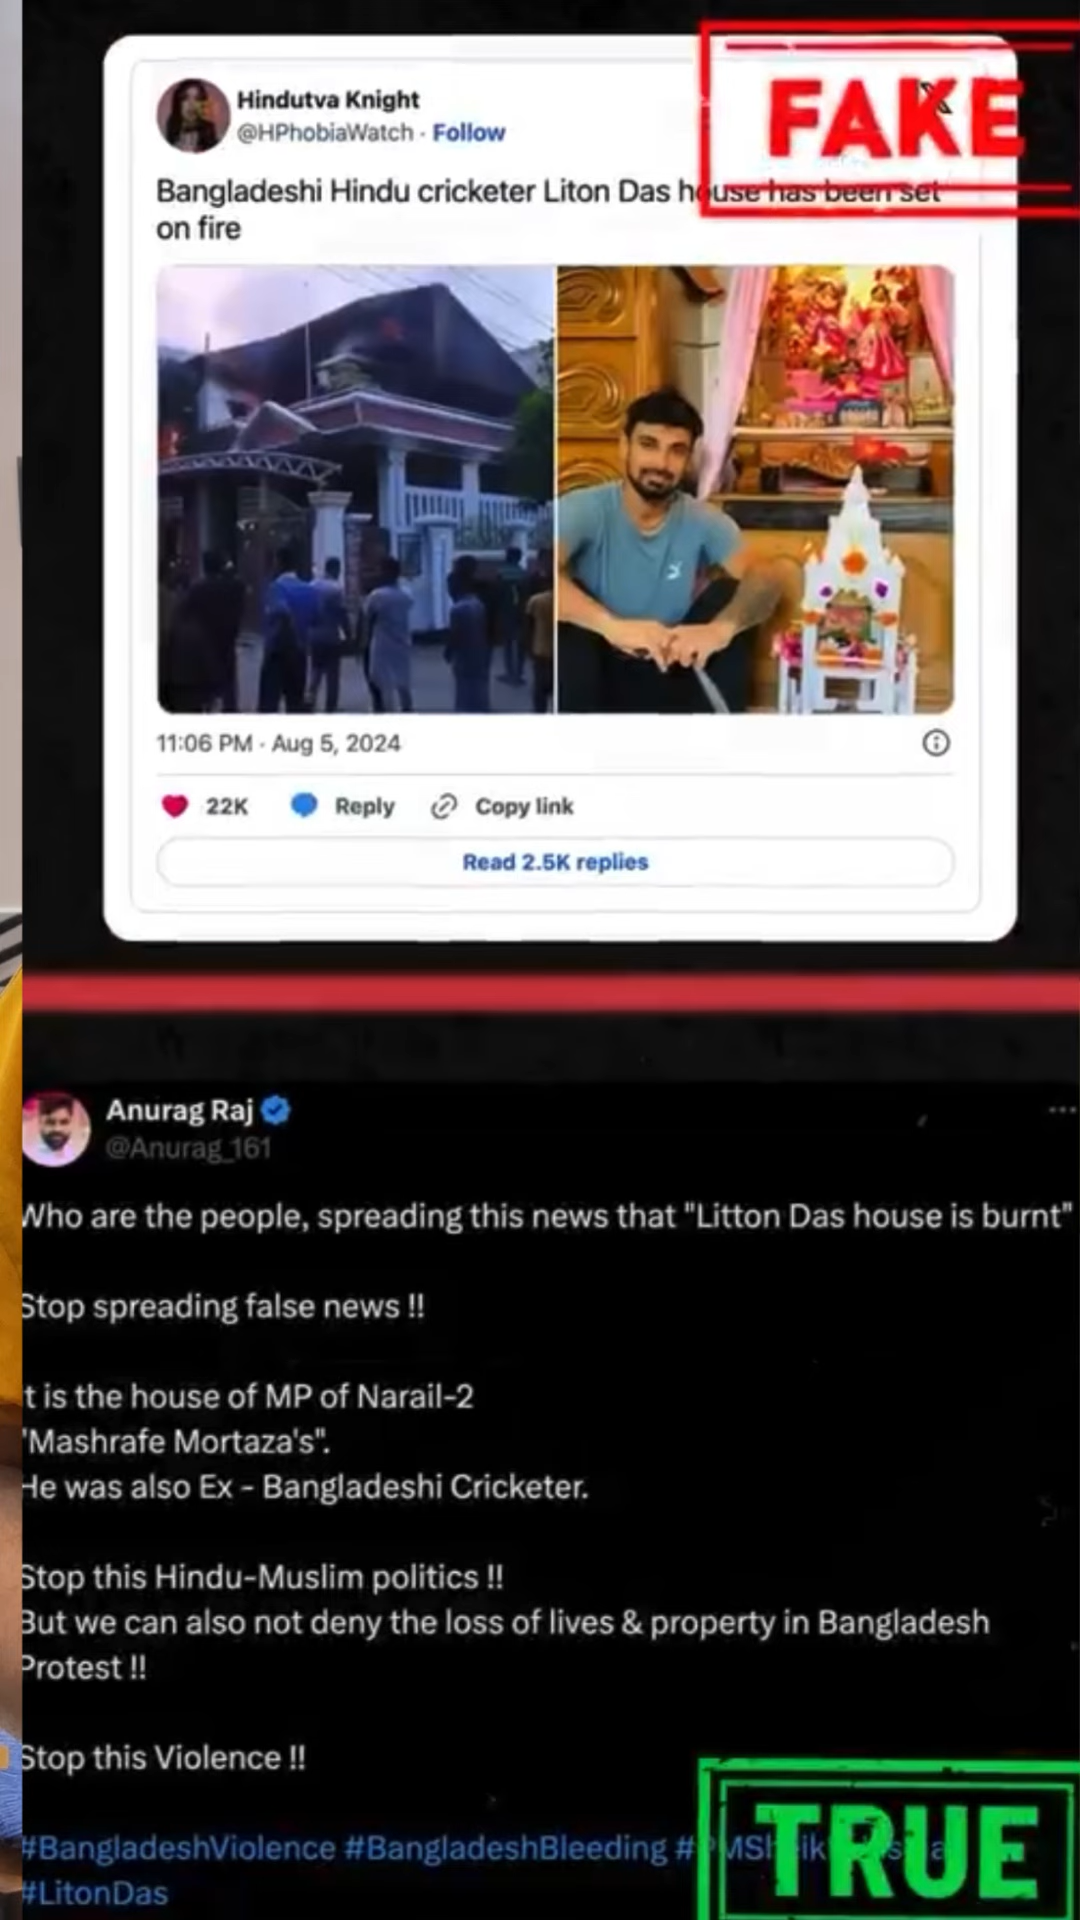 FAKE
Hindutva Knight
@HPhobiaWatch · Follow
Bangladeshi Hindu cricketer Liton Das house has been set
on fire
11:06 PM · Aug 5, 2024
22K Reply Copy link
Read 2.5K replies
Anurag Raj
@Anurag_161
Who are the people, spreading this news that "Litton Das house is burnt"
Stop spreading false news !!
t is the house of MP of Narail-2
"Mashrafe Mortaza's".
He was also Ex - Bangladeshi Cricketer.
Stop this Hindu-Muslim politics !!
But we can also not deny the loss of lives & property in Bangladesh
Protest !!
Stop this Violence !!
#BangladeshViolence #BangladeshBleeding
#LitonDas
TRUE